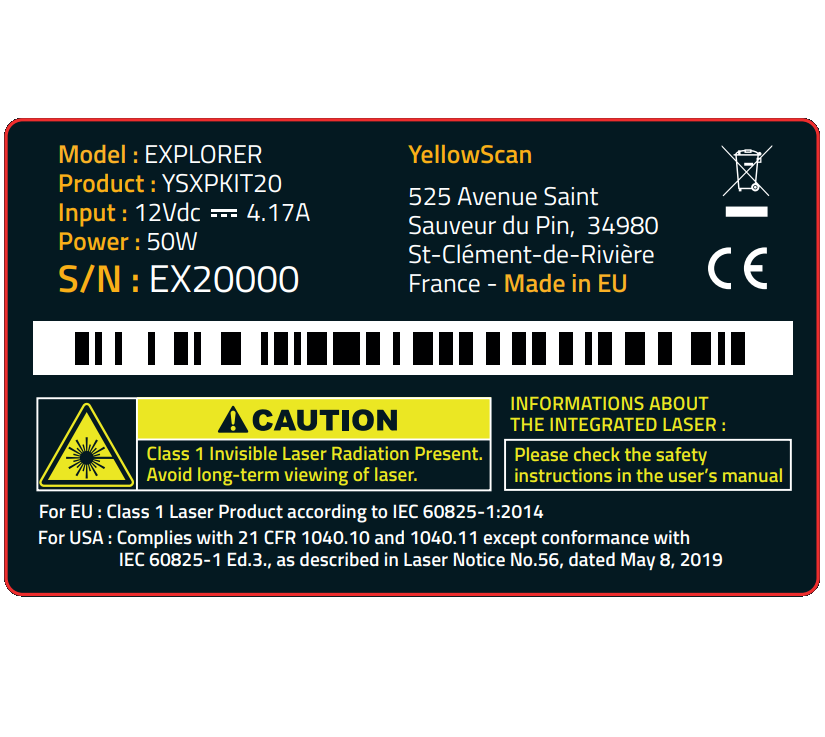 Model : EXPLORER
Product : YSXPKIT20
Input : 12Vdc ⎓ 4.17A
Power : 50W
S/N : EX20000
YellowScan
525 Avenue Saint
Sauveur du Pin, 34980
St-Clément-de-Rivière
France - Made in EU
CE
CAUTION
Class 1 Invisible Laser Radiation Present.
Avoid long-term viewing of laser.
INFORMATIONS ABOUT
THE INTEGRATED LASER :
Please check the safety
instructions in the user's manual
For EU : Class 1 Laser Product according to IEC 60825-1:2014
For USA : Complies with 21 CFR 1040.10 and 1040.11 except conformance with
IEC 60825-1 Ed.3., as described in Laser Notice No.56, dated May 8, 2019